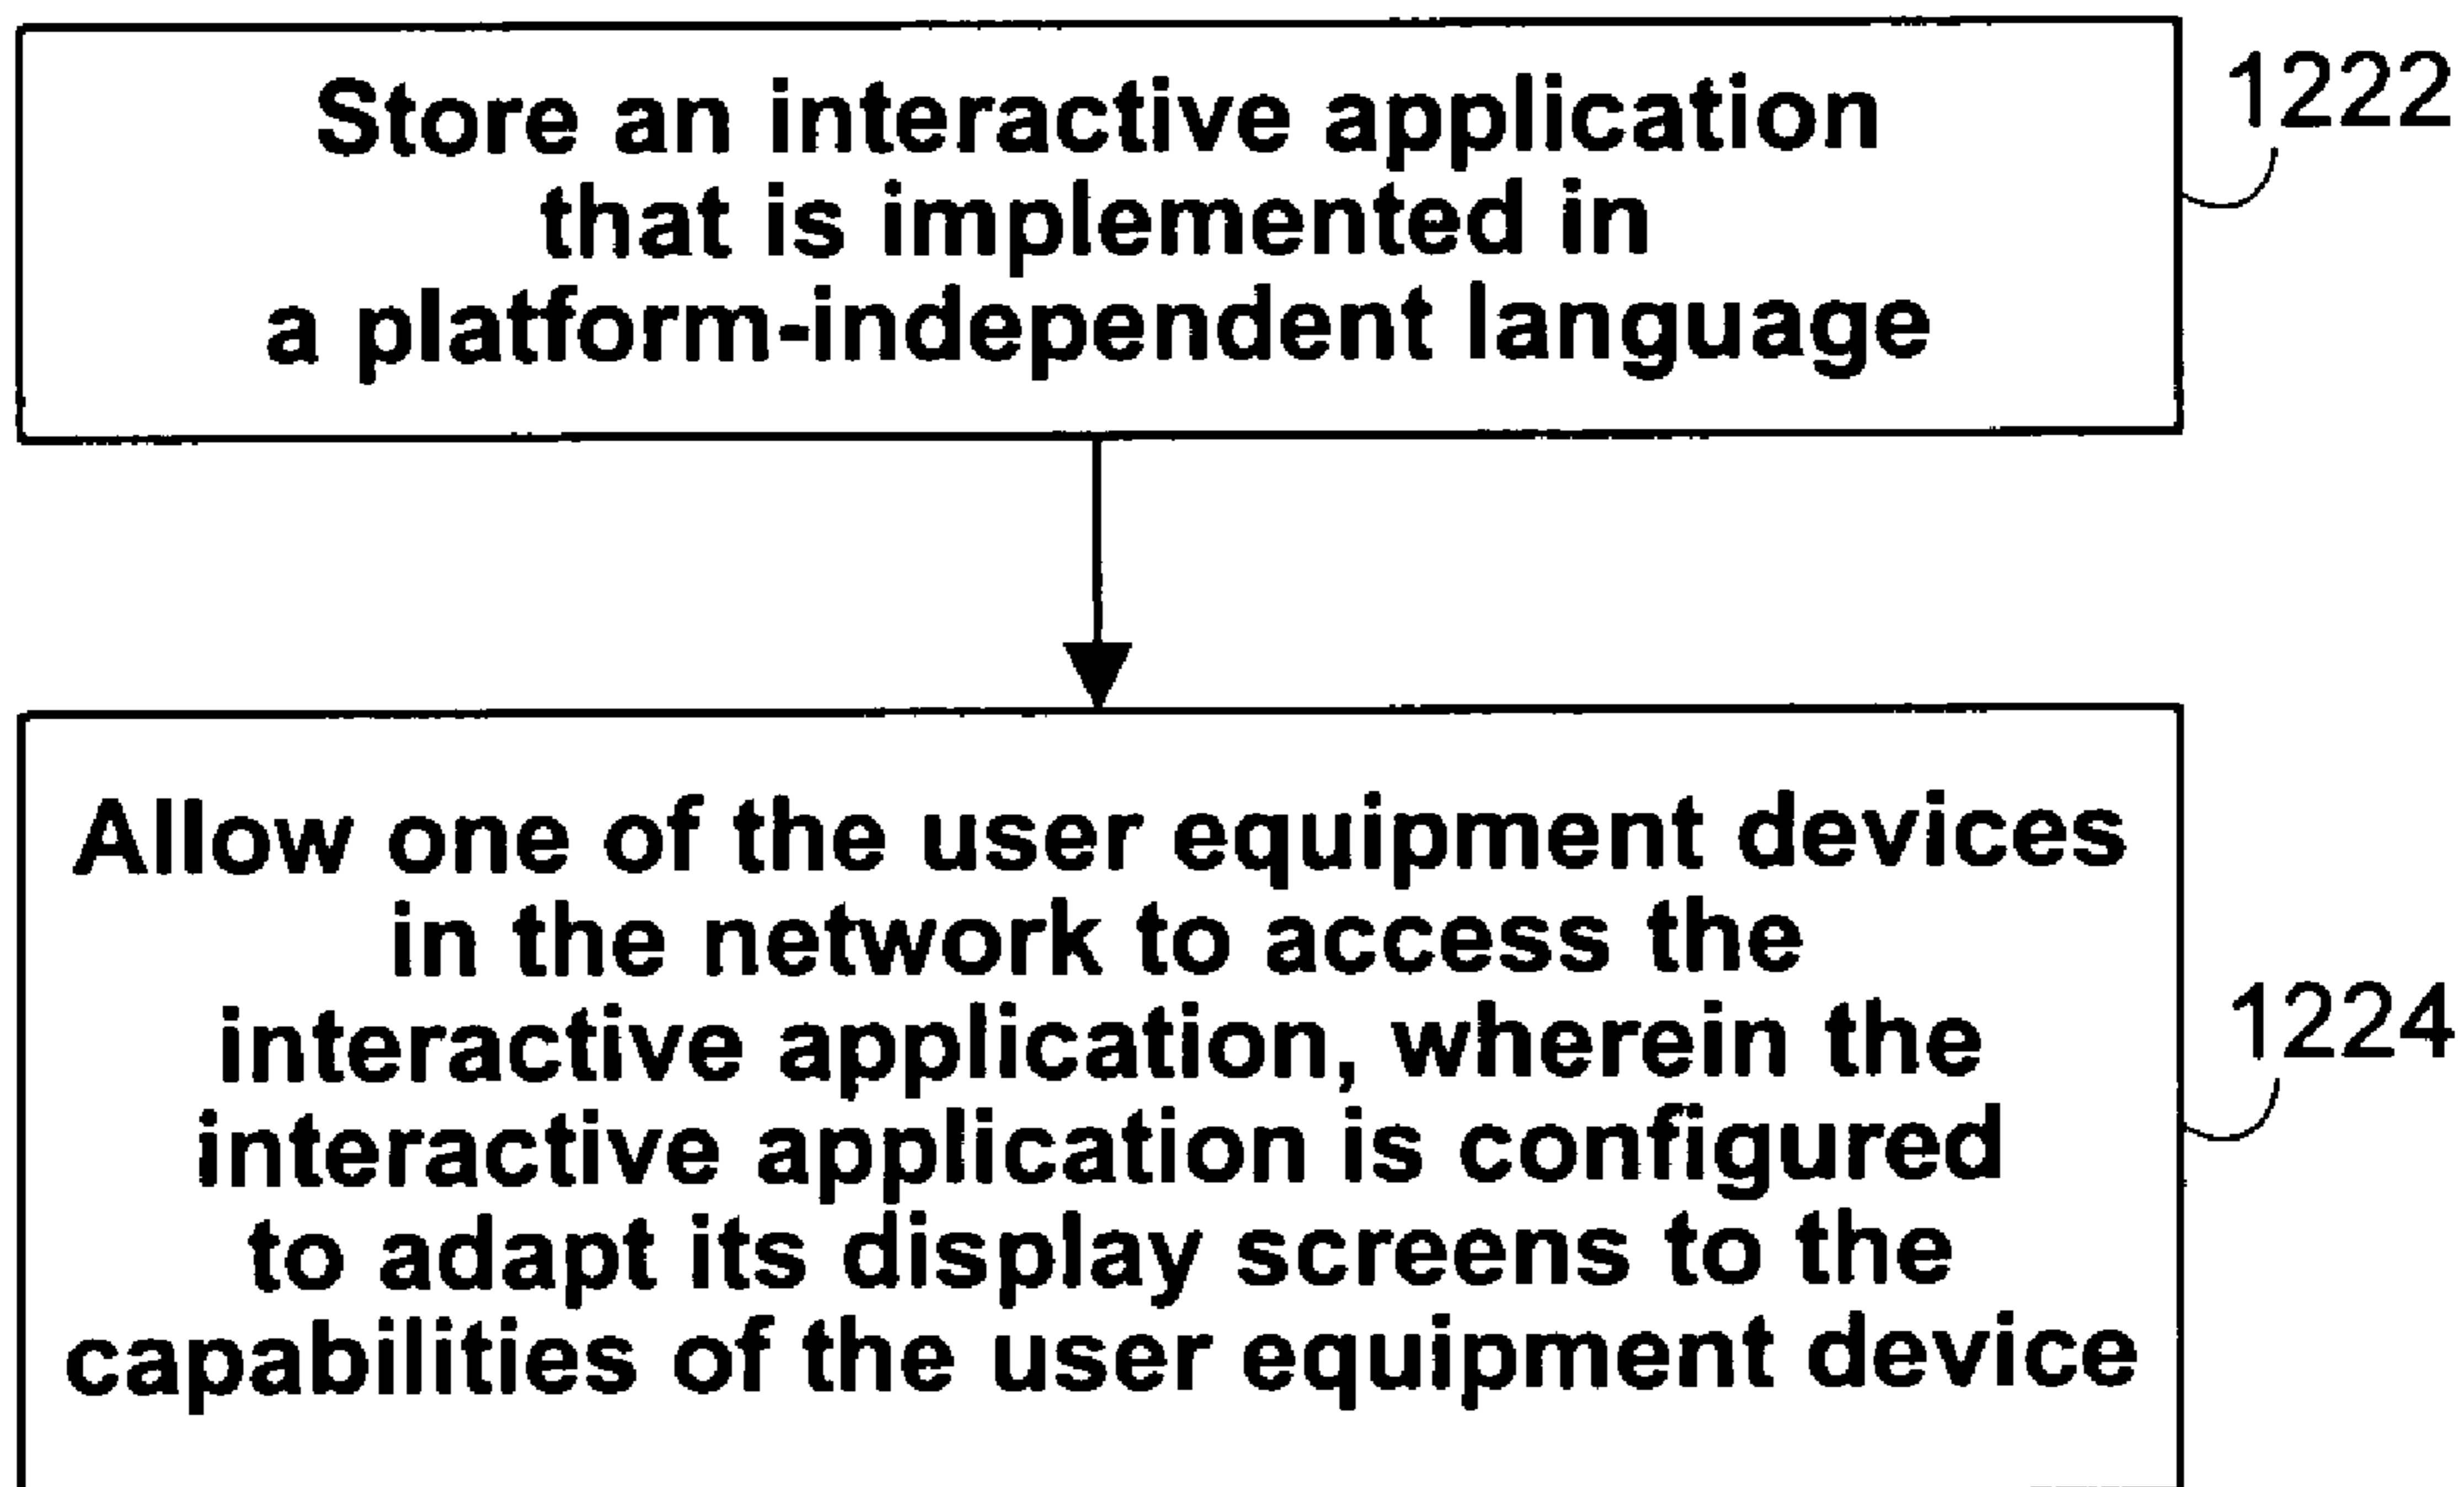 Store an interactive application
that is implemented in
a platform-independent language
1222
Allow one of the user equipment devices
in the network to access the
interactive application, wherein the
interactive application is configured
to adapt its display screens to the
capabilities of the user equipment device
1224